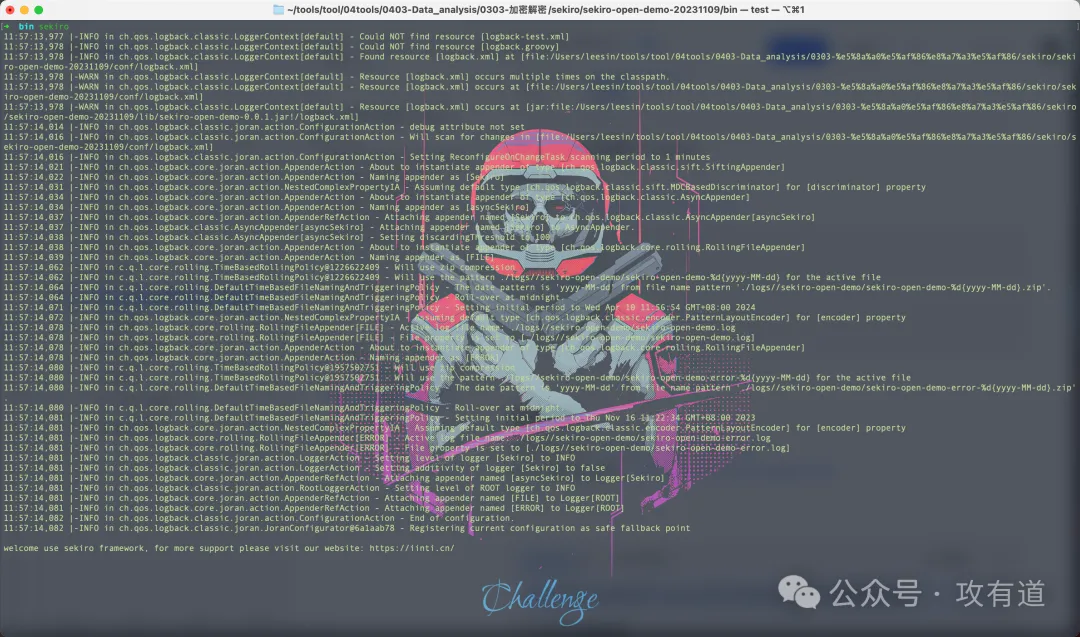 ~/tools/tool/04tools/0403-Data_analysis/0303-加密解密/sekiro/sekiro-open-demo-20231109/bin — test — ⌥⌘1
[➜ bin sekiro
11:57:13,977 |-INFO in ch.qos.logback.classic.LoggerContext[default] - Could NOT find resource [logback-test.xml]
11:57:13,978 |-INFO in ch.qos.logback.classic.LoggerContext[default] - Could NOT find resource [logback.groovy]
11:57:13,978 |-INFO in ch.qos.logback.classic.LoggerContext[default] - Found resource [logback.xml] at [file:/Users/leesin/tools/tool/04tools/0403-Data_analysis/0303-%e5%8a%a0%e5%af%86%e8%a7%a3%e5%af%86/sekiro/seki
ro-open-demo-20231109/conf/logback.xml]
11:57:13,978 |-WARN in ch.qos.logback.classic.LoggerContext[default] - Resource [logback.xml] occurs multiple times on the classpath.
11:57:13,978 |-WARN in ch.qos.logback.classic.LoggerContext[default] - Resource [logback.xml] occurs at [file:/Users/leesin/tools/tool/04tools/0403-Data_analysis/0303-%e5%8a%a0%e5%af%86%e8%a7%a3%e5%af%86/sekiro/sek
iro-open-demo-20231109/conf/logback.xml]
11:57:13,978 |-WARN in ch.qos.logback.classic.LoggerContext[default] - Resource [logback.xml] occurs at [jar:file:/Users/leesin/tools/tool/04tools/0403-Data_analysis/0303-%e5%8a%a0%e5%af%86%e8%a7%a3%e5%af%86/sekiro
/sekiro-open-demo-20231109/lib/sekiro-open-demo-0.0.1.jar!/logback.xml]
11:57:14,014 |-INFO in ch.qos.logback.classic.joran.action.ConfigurationAction - debug attribute not set
11:57:14,016 |-INFO in ch.qos.logback.classic.joran.action.ConfigurationAction - Will scan for changes in [file:/Users/leesin/tools/tool/04tools/0403-Data_analysis/0303-%e5%8a%a0%e5%af%86%e8%a7%a3%e5%af%86/sekiro/s
ekiro-open-demo-20231109/conf/logback.xml]
11:57:14,016 |-INFO in ch.qos.logback.classic.joran.action.ConfigurationAction - Setting ReconfigureOnChangeTask scanning period to 1 minutes
11:57:14,021 |-INFO in ch.qos.logback.core.joran.action.AppenderAction - About to instantiate appender of type [ch.qos.logback.classic.sift.SiftingAppender]
11:57:14,022 |-INFO in ch.qos.logback.core.joran.action.AppenderAction - Naming appender as [Sekiro]
11:57:14,031 |-INFO in ch.qos.logback.core.joran.action.NestedComplexPropertyIA - Assuming default type [ch.qos.logback.classic.sift.MDCBasedDiscriminator] for [discriminator] property
11:57:14,034 |-INFO in ch.qos.logback.core.joran.action.AppenderAction - About to instantiate appender of type [ch.qos.logback.classic.AsyncAppender]
11:57:14,034 |-INFO in ch.qos.logback.core.joran.action.AppenderAction - Naming appender as [asyncSekiro]
11:57:14,037 |-INFO in ch.qos.logback.core.joran.action.AppenderRefAction - Attaching appender named [Sekiro] to ch.qos.logback.classic.AsyncAppender[asyncSekiro]
11:57:14,037 |-INFO in ch.qos.logback.classic.AsyncAppender[asyncSekiro] - Attaching appender named [Sekiro] to AsyncAppender.
11:57:14,038 |-INFO in ch.qos.logback.classic.AsyncAppender[asyncSekiro] - Setting discardingThreshold to 100
11:57:14,038 |-INFO in ch.qos.logback.core.joran.action.AppenderAction - About to instantiate appender of type [ch.qos.logback.core.rolling.RollingFileAppender]
11:57:14,039 |-INFO in ch.qos.logback.core.joran.action.AppenderAction - Naming appender as [FILE]
11:57:14,062 |-INFO in c.q.l.core.rolling.TimeBasedRollingPolicy@1226622409 - Will use zip compression
11:57:14,062 |-INFO in c.q.l.core.rolling.TimeBasedRollingPolicy@1226622409 - Will use the pattern ./logs//sekiro-open-demo/sekiro-open-demo-%d{yyyy-MM-dd} for the active file
11:57:14,064 |-INFO in c.q.l.core.rolling.DefaultTimeBasedFileNamingAndTriggeringPolicy - The date pattern is 'yyyy-MM-dd' from file name pattern './logs//sekiro-open-demo/sekiro-open-demo-%d{yyyy-MM-dd}.zip'.
11:57:14,064 |-INFO in c.q.l.core.rolling.DefaultTimeBasedFileNamingAndTriggeringPolicy - Roll-over at midnight.
11:57:14,071 |-INFO in c.q.l.core.rolling.DefaultTimeBasedFileNamingAndTriggeringPolicy - Setting initial period to Wed Apr 10 11:56:54 GMT+08:00 2024
11:57:14,072 |-INFO in ch.qos.logback.core.joran.action.NestedComplexPropertyIA - Assuming default type [ch.qos.logback.classic.encoder.PatternLayoutEncoder] for [encoder] property
11:57:14,078 |-INFO in ch.qos.logback.core.rolling.RollingFileAppender[FILE] - Active log file name: ./logs//sekiro-open-demo/sekiro-open-demo.log
11:57:14,078 |-INFO in ch.qos.logback.core.rolling.RollingFileAppender[FILE] - File property is set to [./logs//sekiro-open-demo/sekiro-open-demo.log]
11:57:14,078 |-INFO in ch.qos.logback.core.joran.action.AppenderAction - About to instantiate appender of type [ch.qos.logback.core.rolling.RollingFileAppender]
11:57:14,078 |-INFO in ch.qos.logback.core.joran.action.AppenderAction - Naming appender as [ERROR]
11:57:14,080 |-INFO in c.q.l.core.rolling.TimeBasedRollingPolicy@1957502751 - Will use zip compression
11:57:14,080 |-INFO in c.q.l.core.rolling.TimeBasedRollingPolicy@1957502751 - Will use the pattern ./logs//sekiro-open-demo/sekiro-open-demo-error-%d{yyyy-MM-dd} for the active file
11:57:14,080 |-INFO in c.q.l.core.rolling.DefaultTimeBasedFileNamingAndTriggeringPolicy - The date pattern is 'yyyy-MM-dd' from file name pattern './logs//sekiro-open-demo/sekiro-open-demo-error-%d{yyyy-MM-dd}.zip'
.
11:57:14,080 |-INFO in c.q.l.core.rolling.DefaultTimeBasedFileNamingAndTriggeringPolicy - Roll-over at midnight.
11:57:14,081 |-INFO in c.q.l.core.rolling.DefaultTimeBasedFileNamingAndTriggeringPolicy - Setting initial period to Thu Nov 16 11:22:34 GMT+08:00 2023
11:57:14,081 |-INFO in ch.qos.logback.core.joran.action.NestedComplexPropertyIA - Assuming default type [ch.qos.logback.classic.encoder.PatternLayoutEncoder] for [encoder] property
11:57:14,081 |-INFO in ch.qos.logback.core.rolling.RollingFileAppender[ERROR] - Active log file name: ./logs//sekiro-open-demo/sekiro-open-demo-error.log
11:57:14,081 |-INFO in ch.qos.logback.core.rolling.RollingFileAppender[ERROR] - File property is set to [./logs//sekiro-open-demo/sekiro-open-demo-error.log]
11:57:14,081 |-INFO in ch.qos.logback.classic.joran.action.LoggerAction - Setting level of logger [Sekiro] to INFO
11:57:14,081 |-INFO in ch.qos.logback.classic.joran.action.LoggerAction - Setting additivity of logger [Sekiro] to false
11:57:14,081 |-INFO in ch.qos.logback.core.joran.action.AppenderRefAction - Attaching appender named [asyncSekiro] to Logger[Sekiro]
11:57:14,081 |-INFO in ch.qos.logback.classic.joran.action.RootLoggerAction - Setting level of ROOT logger to INFO
11:57:14,081 |-INFO in ch.qos.logback.core.joran.action.AppenderRefAction - Attaching appender named [FILE] to Logger[ROOT]
11:57:14,081 |-INFO in ch.qos.logback.core.joran.action.AppenderRefAction - Attaching appender named [ERROR] to Logger[ROOT]
11:57:14,082 |-INFO in ch.qos.logback.classic.joran.action.ConfigurationAction - End of configuration.
11:57:14,082 |-INFO in ch.qos.logback.classic.joran.JoranConfigurator@6a1aab78 - Registering current configuration as safe fallback point
welcome use sekiro framework, for more support please visit our website: https://iinti.cn/
Challenge
公众号 · 攻有道